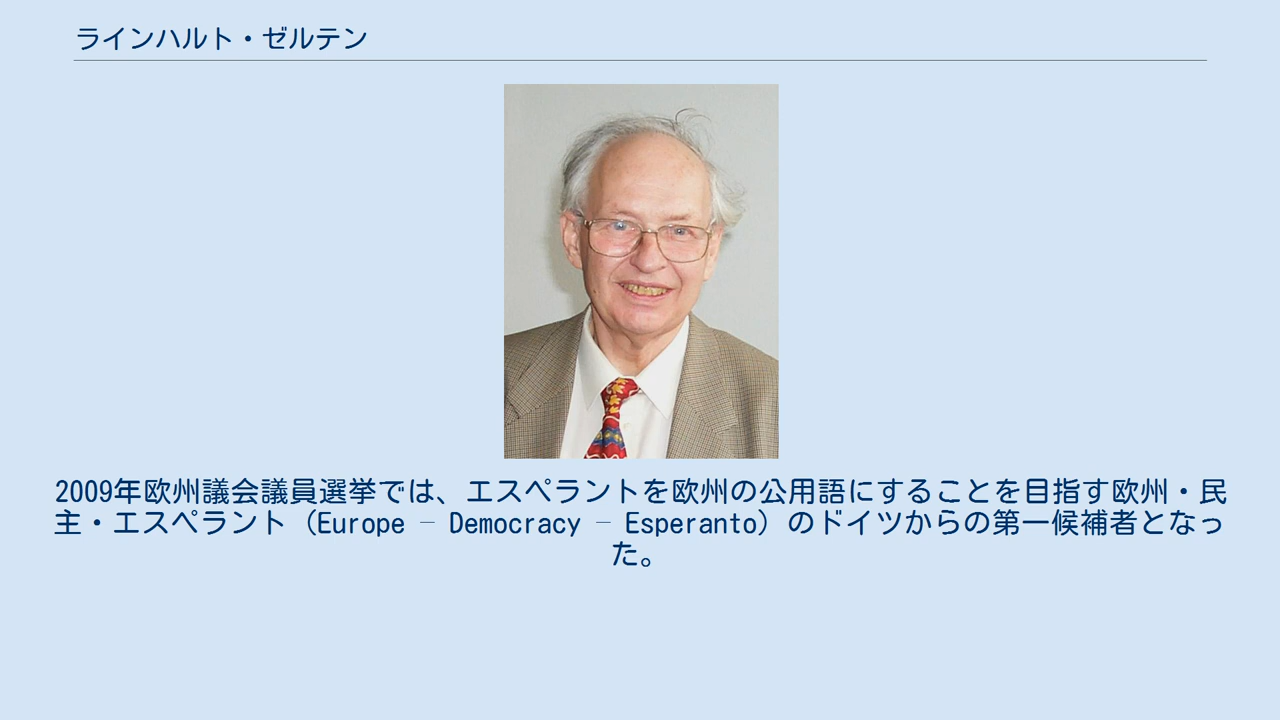 ラインハルト・ゼルテン
2009年欧州議会議員選挙では、エスペラントを欧州の公用語にすることを目指す欧州・民
主・エスペラント（Europe – Democracy – Esperanto）のドイツからの第一候補者となっ
た。